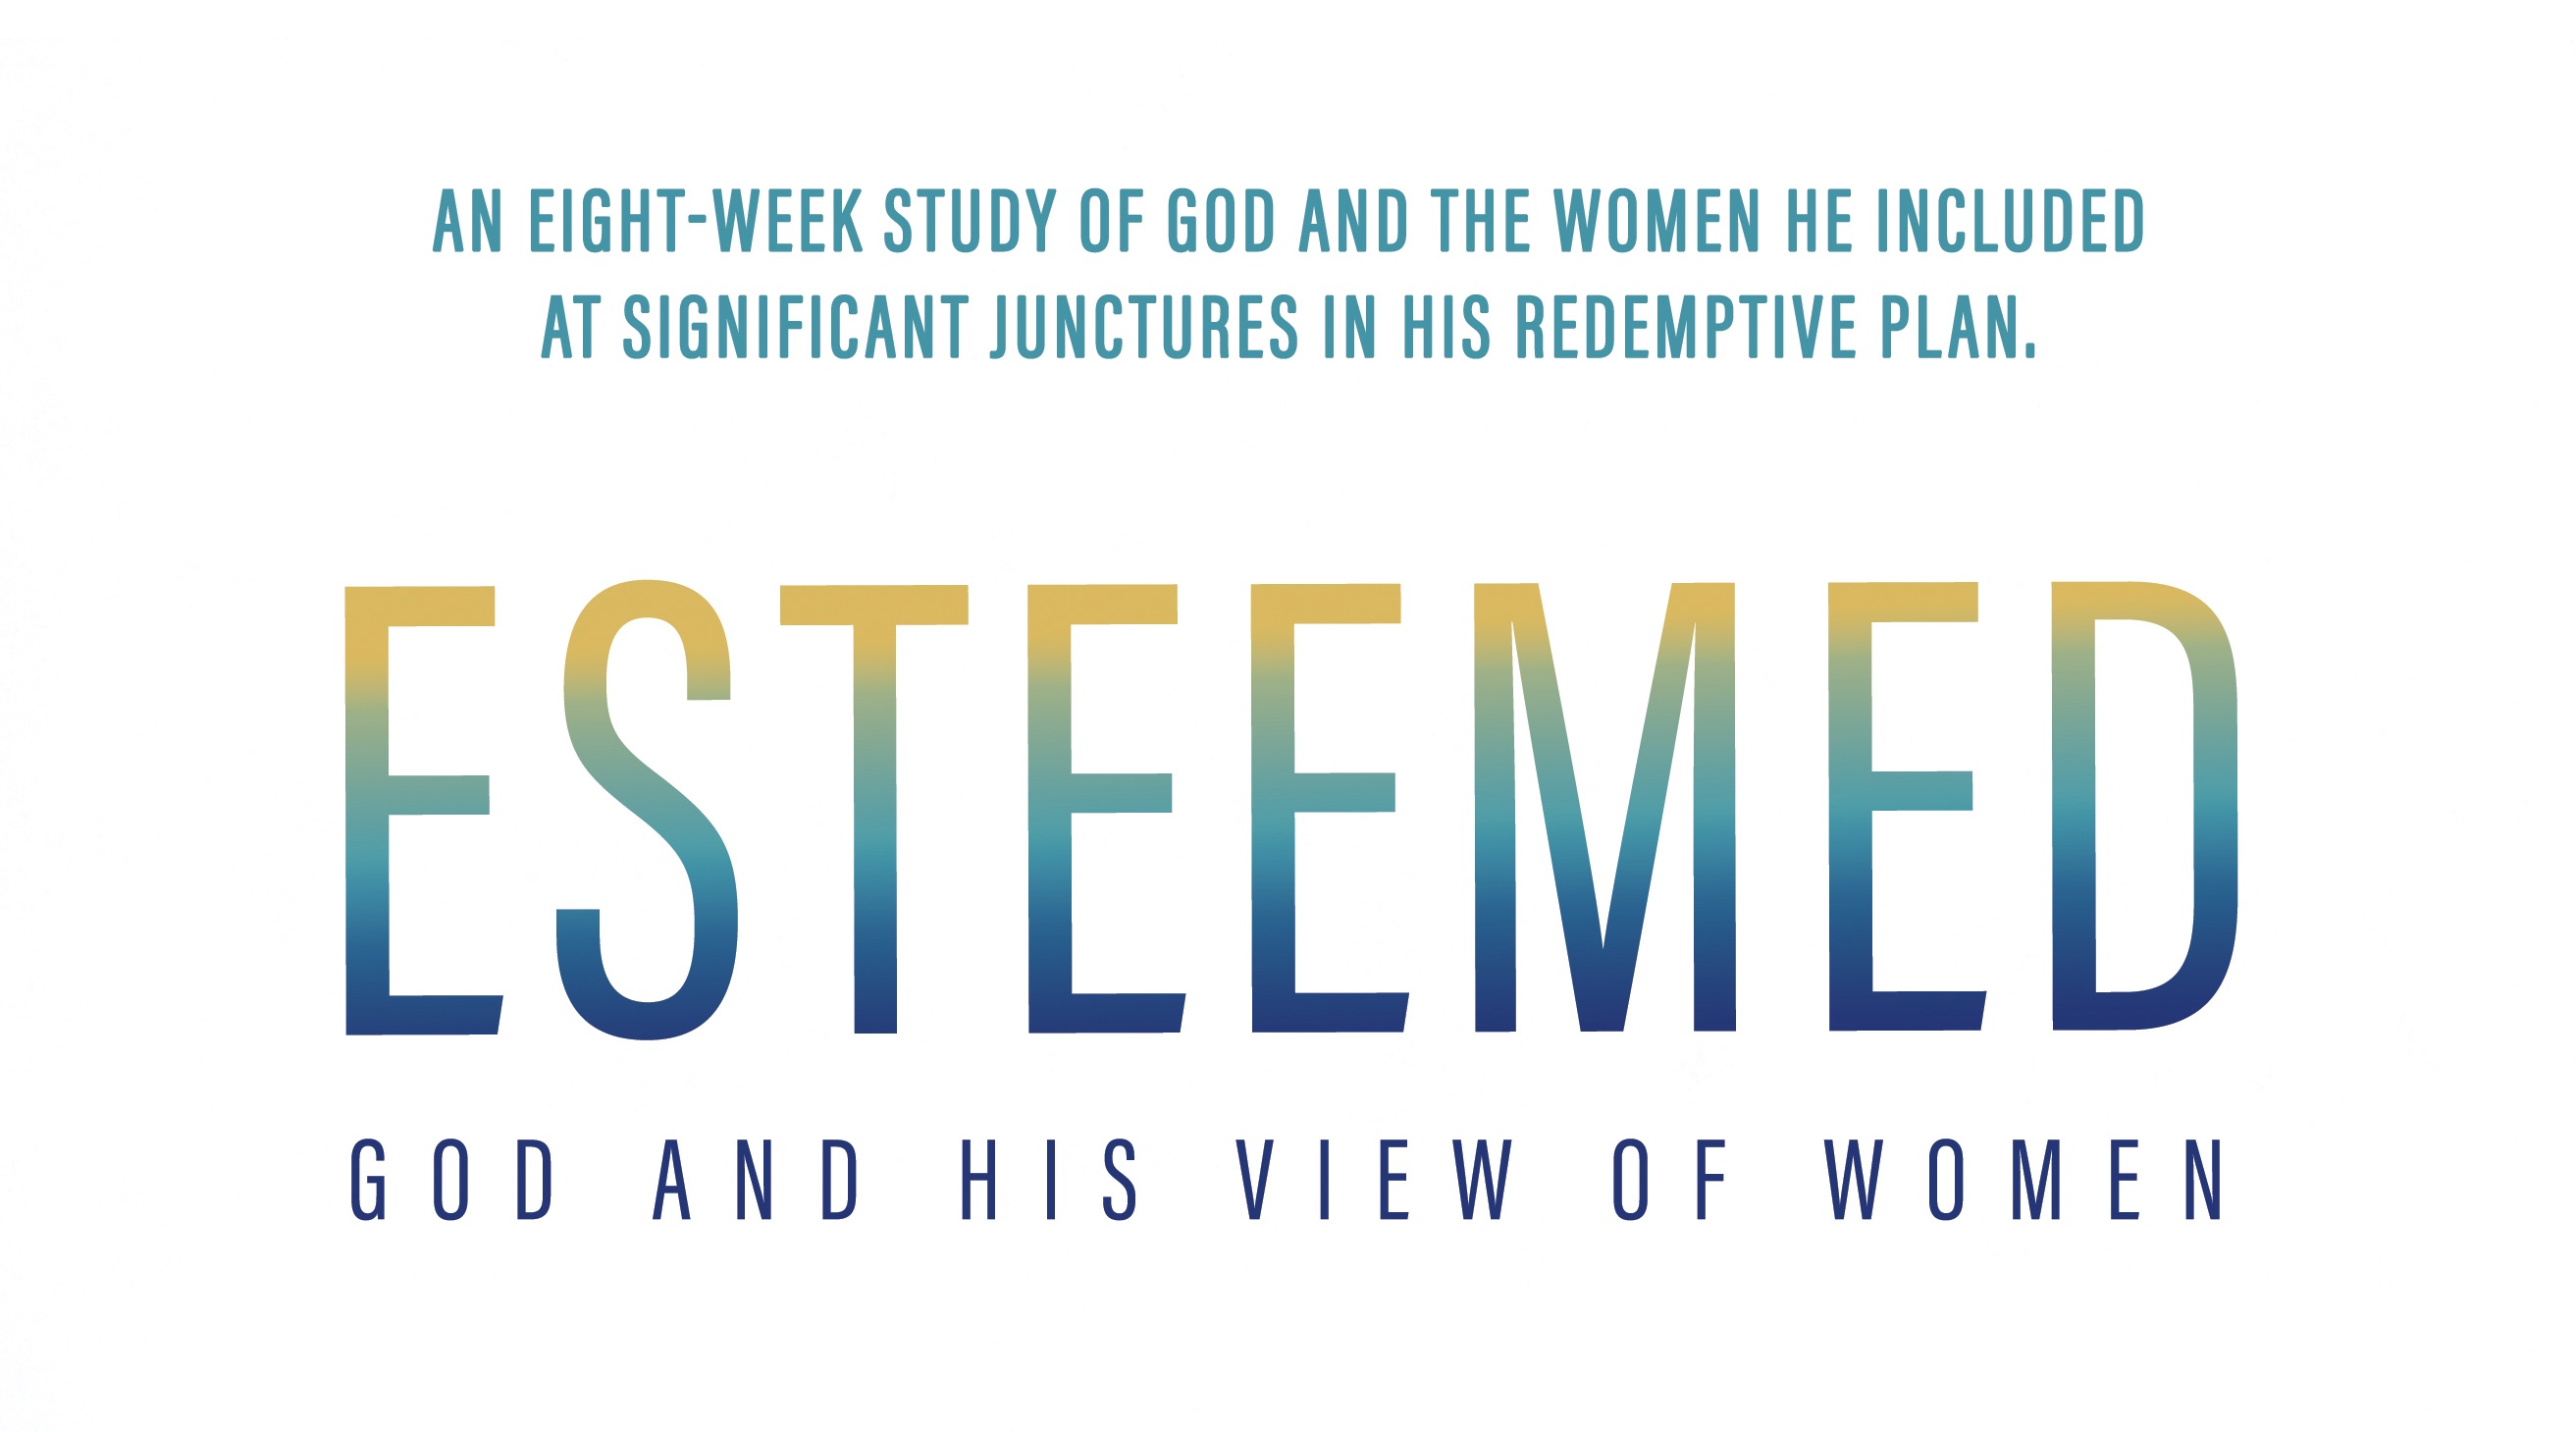 AN EIGHT-WEEK STUDY OF GOD AND THE WOMEN HE INCLUDED
AT SIGNIFICANT JUNCTURES IN HIS REDEMPTIVE PLAN.
ESTEEMED
GOD AND HIS VIEW OF WOMEN